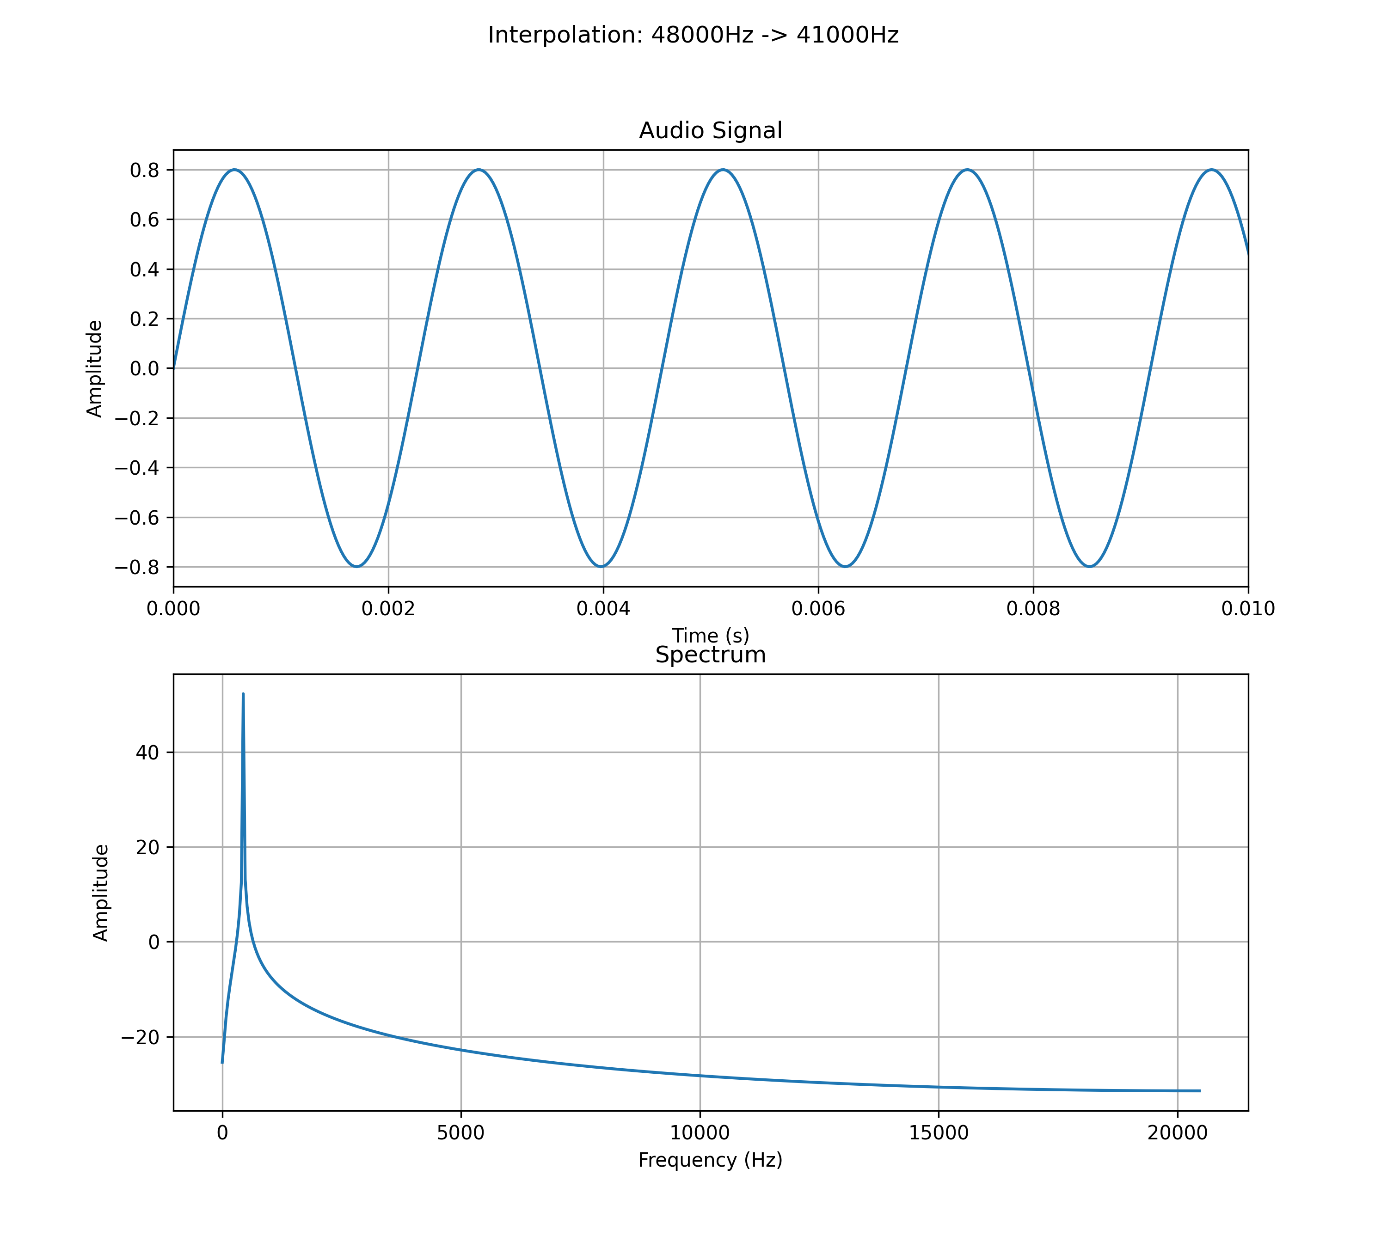 Interpolation: 48000Hz -> 41000Hz
Audio Signal
Amplitude
0.8
0.6
0.4
0.2
0.0
−0.2
−0.4
−0.6
−0.8
0.000 0.002 0.004 0.006 0.008 0.010
Time (s)
Spectrum
Amplitude
40
20
0
−20
0 5000 10000 15000 20000
Frequency (Hz)